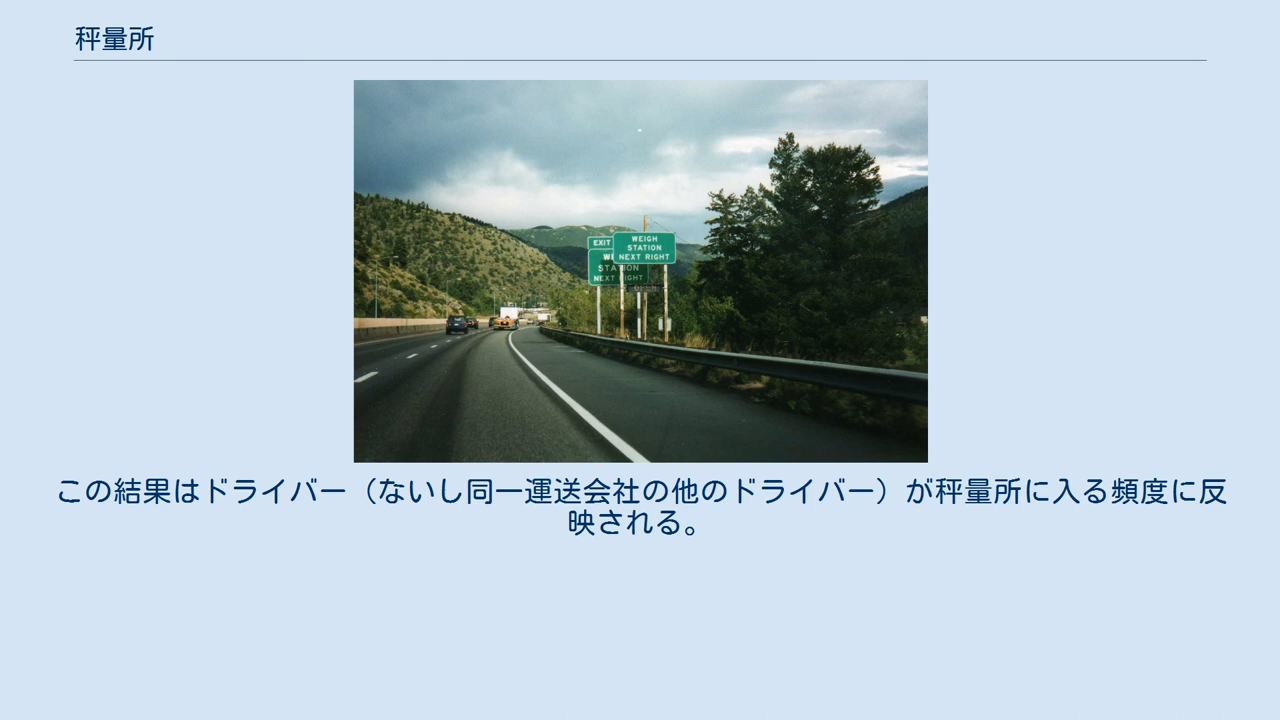 秤量所
EXIT
WEIGH
STATION
NEXT RIGHT
STATION
NEXT RIGHT
この結果はドライバー（ないし同一運送会社の他のドライバー）が秤量所に入る頻度に反
映される。